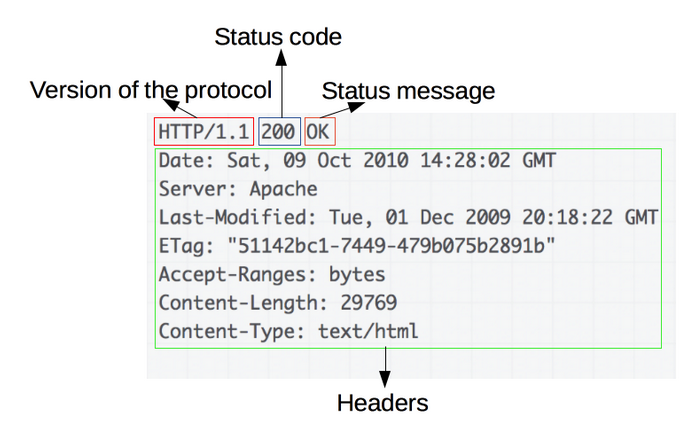 Status code
Version of the protocol
Status message
HTTP/1.1 200 OK
Date: Sat, 09 Oct 2010 14:28:02 GMT
Server: Apache
Last-Modified: Tue, 01 Dec 2009 20:18:22 GMT
ETag: "51142bc1-7449-479b075b2891b"
Accept-Ranges: bytes
Content-Length: 29769
Content-Type: text/html
Headers